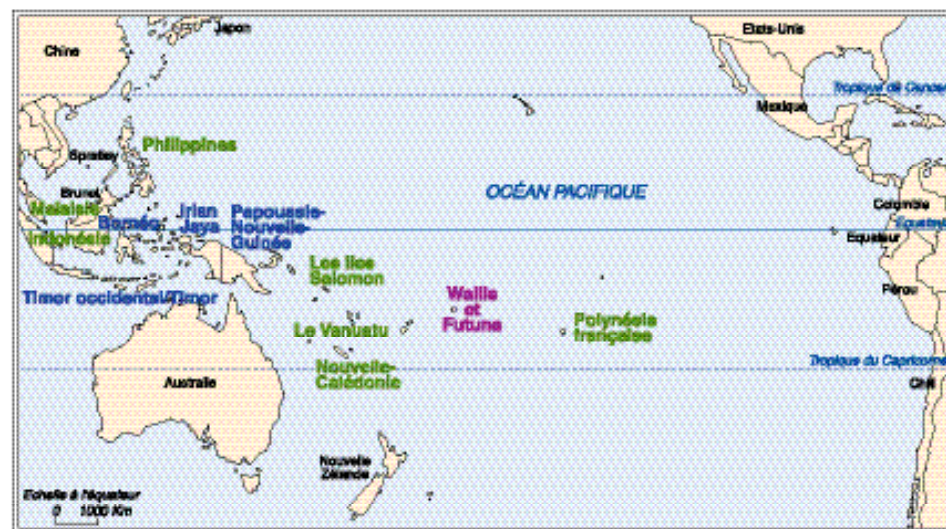 Japon
Etats-Unis
Chine
Tropique du Cancer
Mexique
Philippines
Spratley
OCÉAN PACIFIQUE
Brunei
Malaisie
Colombie
Bornéo
Irian
Jaya
Papoussie-
Nouvelle-
Guinée
Equateur
Indonésie
Equateur
Les Iles
Salomon
Pérou
Timor occidental/Timor
Wallis
et
Futuna
Polynésie
française
Le Vanuatu
Nouvelle-
Calédonie
Tropique du Capricorne
Australie
Chili
Nouvelle
Zélande
Echelle à l'équateur
0 1000 Km